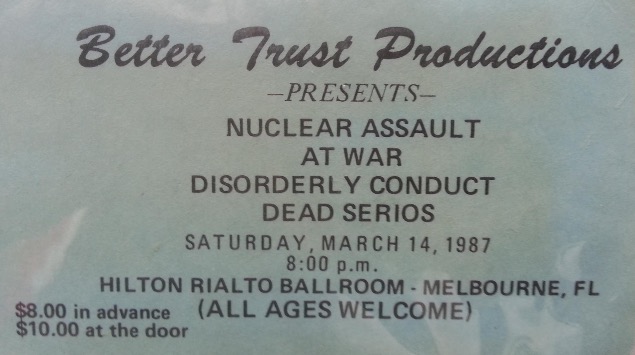 Better Trust Productions
—PRESENTS—
NUCLEAR ASSAULT
AT WAR
DISORDERLY CONDUCT
DEAD SERIOS
SATURDAY, MARCH 14, 1987
8:00 p.m.
HILTON RIALTO BALLROOM - MELBOURNE, FL
$8.00 in advance (ALL AGES WELCOME)
$10.00 at the door